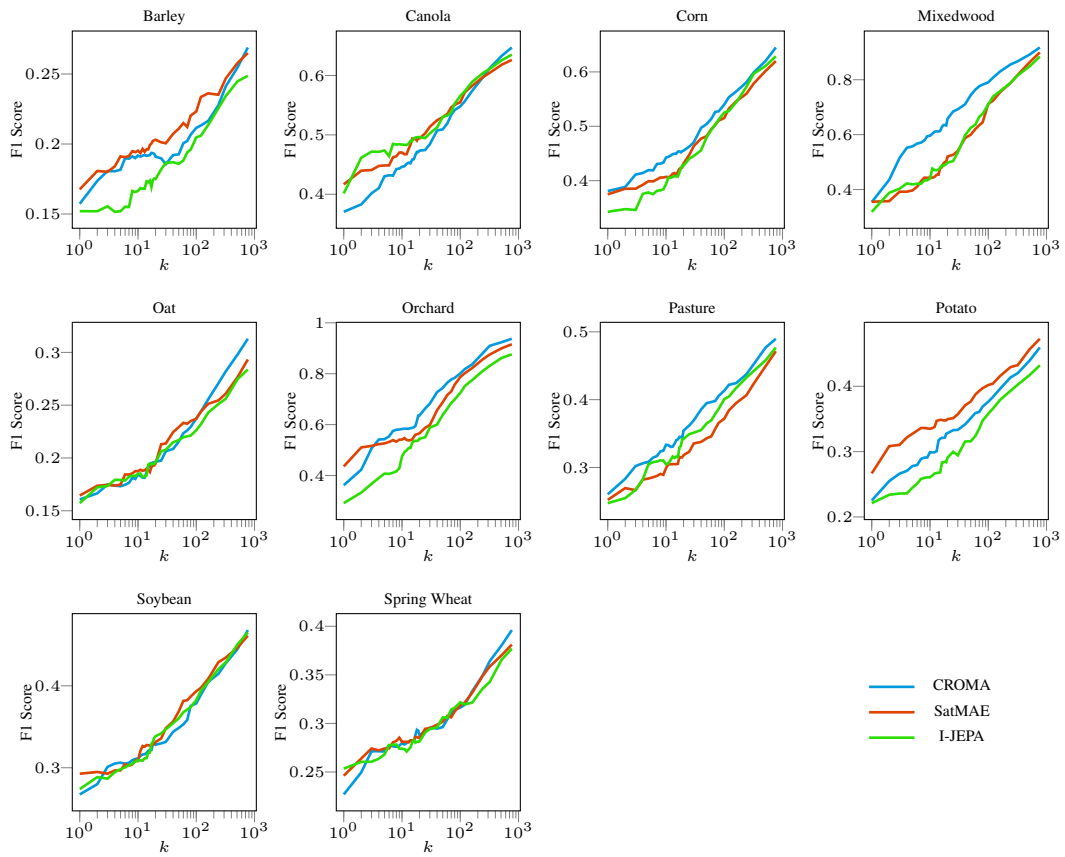 Barley
Canola
Corn
Mixedwood
F1 Score
0.25
0.2
0.15
10^0 10^1 10^2 10^3
k
F1 Score
0.6
0.5
0.4
10^0 10^1 10^2 10^3
k
F1 Score
0.6
0.5
0.4
10^0 10^1 10^2 10^3
k
F1 Score
0.8
0.6
0.4
10^0 10^1 10^2 10^3
k
Oat
Orchard
Pasture
Potato
F1 Score
0.3
0.25
0.2
0.15
10^0 10^1 10^2 10^3
k
F1 Score
1
0.8
0.6
0.4
10^0 10^1 10^2 10^3
k
F1 Score
0.5
0.4
0.3
10^0 10^1 10^2 10^3
k
F1 Score
0.4
0.3
0.2
10^0 10^1 10^2 10^3
k
Soybean
Spring Wheat
F1 Score
0.4
0.3
10^0 10^1 10^2 10^3
k
F1 Score
0.4
0.35
0.3
0.25
10^0 10^1 10^2 10^3
k
CROMA
SatMAE
I-JEPA